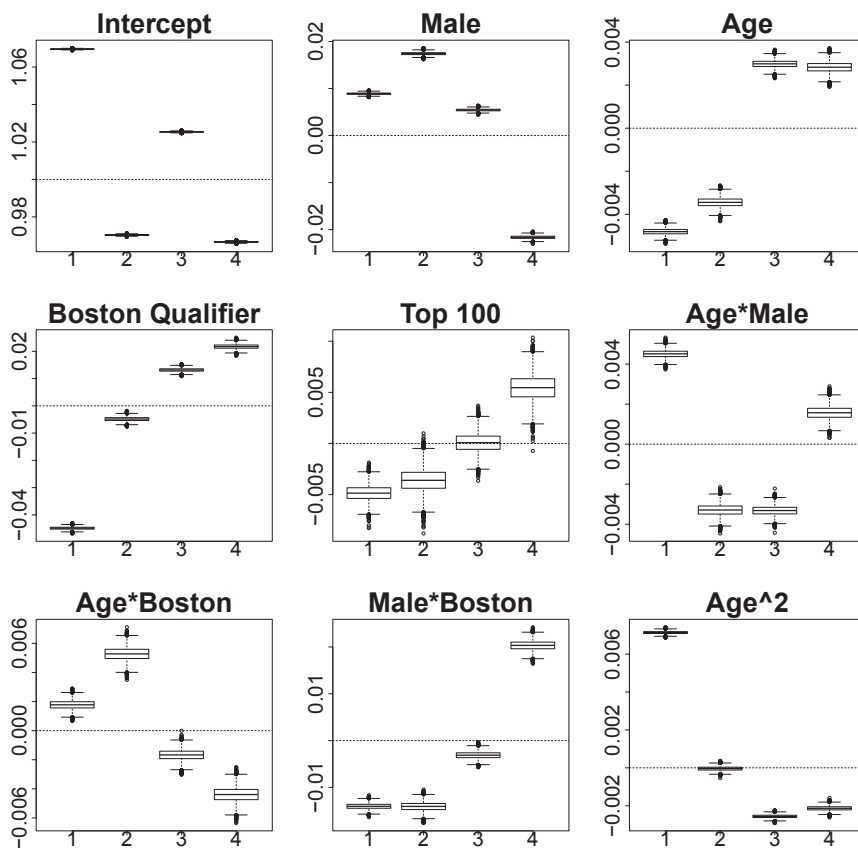 Intercept Male Age
1.06
1.02
0.98
1 2 3 4
0.02
0.00
−0.02
1 2 3 4
0.004
0.000
−0.004
1 2 3 4
Boston Qualifier Top 100 Age*Male
0.02
−0.01
−0.04
1 2 3 4
0.005
−0.005
1 2 3 4
0.004
0.000
−0.004
1 2 3 4
Age*Boston Male*Boston Age^2
0.006
0.000
−0.006
1 2 3 4
0.01
−0.01
1 2 3 4
0.006
0.002
−0.002
1 2 3 4